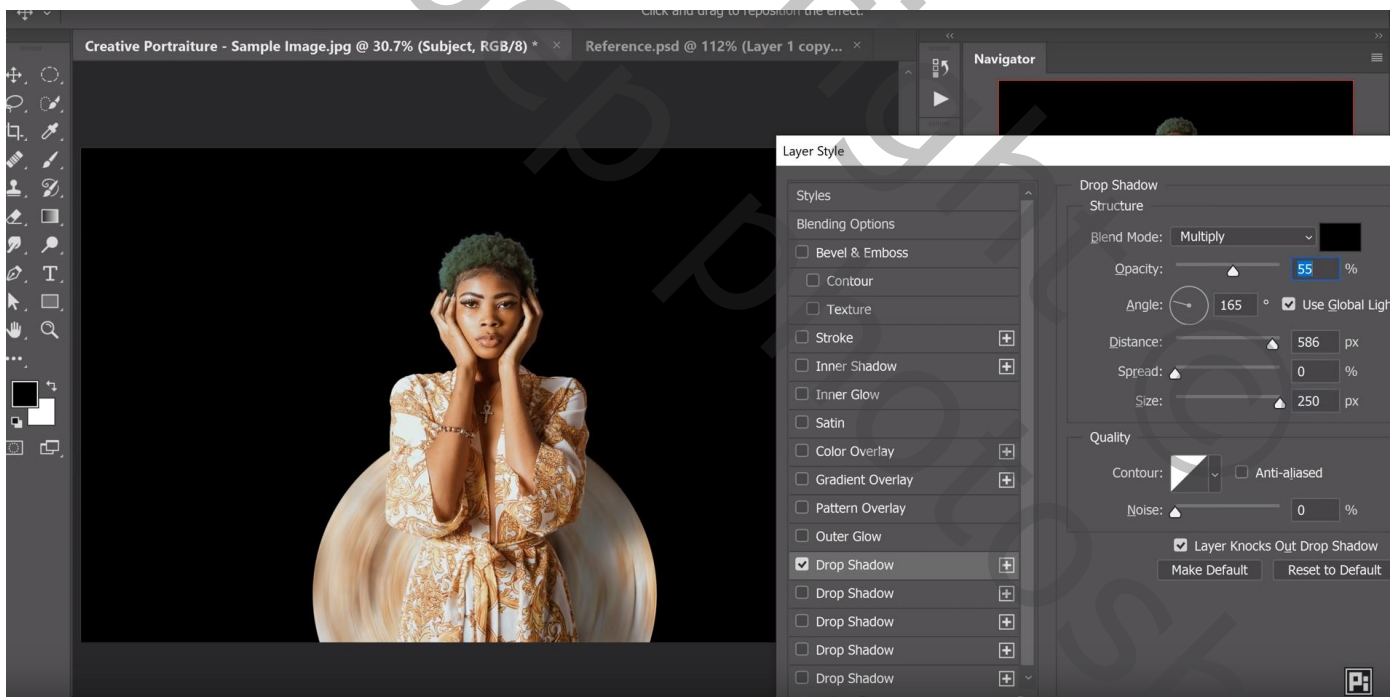 Click and drag to reposition the effect.
Creative Portraiture - Sample Image.jpg @ 30.7% (Subject, RGB/8) * ×
Reference.psd @ 112% (Layer 1 copy... ×
Navigator
Layer Style
Styles
Blending Options
Bevel & Emboss
Contour
Texture
Stroke
Inner Shadow
Inner Glow
Satin
Color Overlay
Gradient Overlay
Pattern Overlay
Outer Glow
Drop Shadow
Drop Shadow
Drop Shadow
Drop Shadow
Drop Shadow
Drop Shadow
Structure
Blend Mode: Multiply
Opacity: 55 %
Angle: 165 ° Use Global Ligh
Distance: 586 px
Spread: 0 %
Size: 250 px
Quality
Contour: Anti-aliased
Noise: 0 %
Layer Knocks Out Drop Shadow
Make Default Reset to Default
Pi